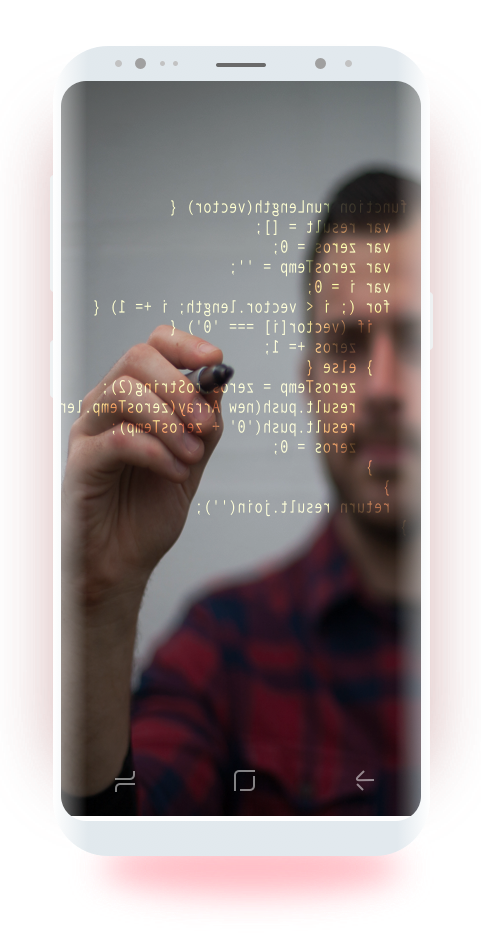 function runLength(vector) {
var result = [];
var zeros = 0;
var zerosTemp = '';
var i = 0;
for (; i < vector.length; i += 1) {
if (vector[i] === '0') {
zeros += 1;
} else {
zerosTemp = zeros.toString(2);
result.push(new Array(zerosTemp.ler
result.push('0' + zerosTemp);
zeros = 0;
}
}
return result.join('');
}